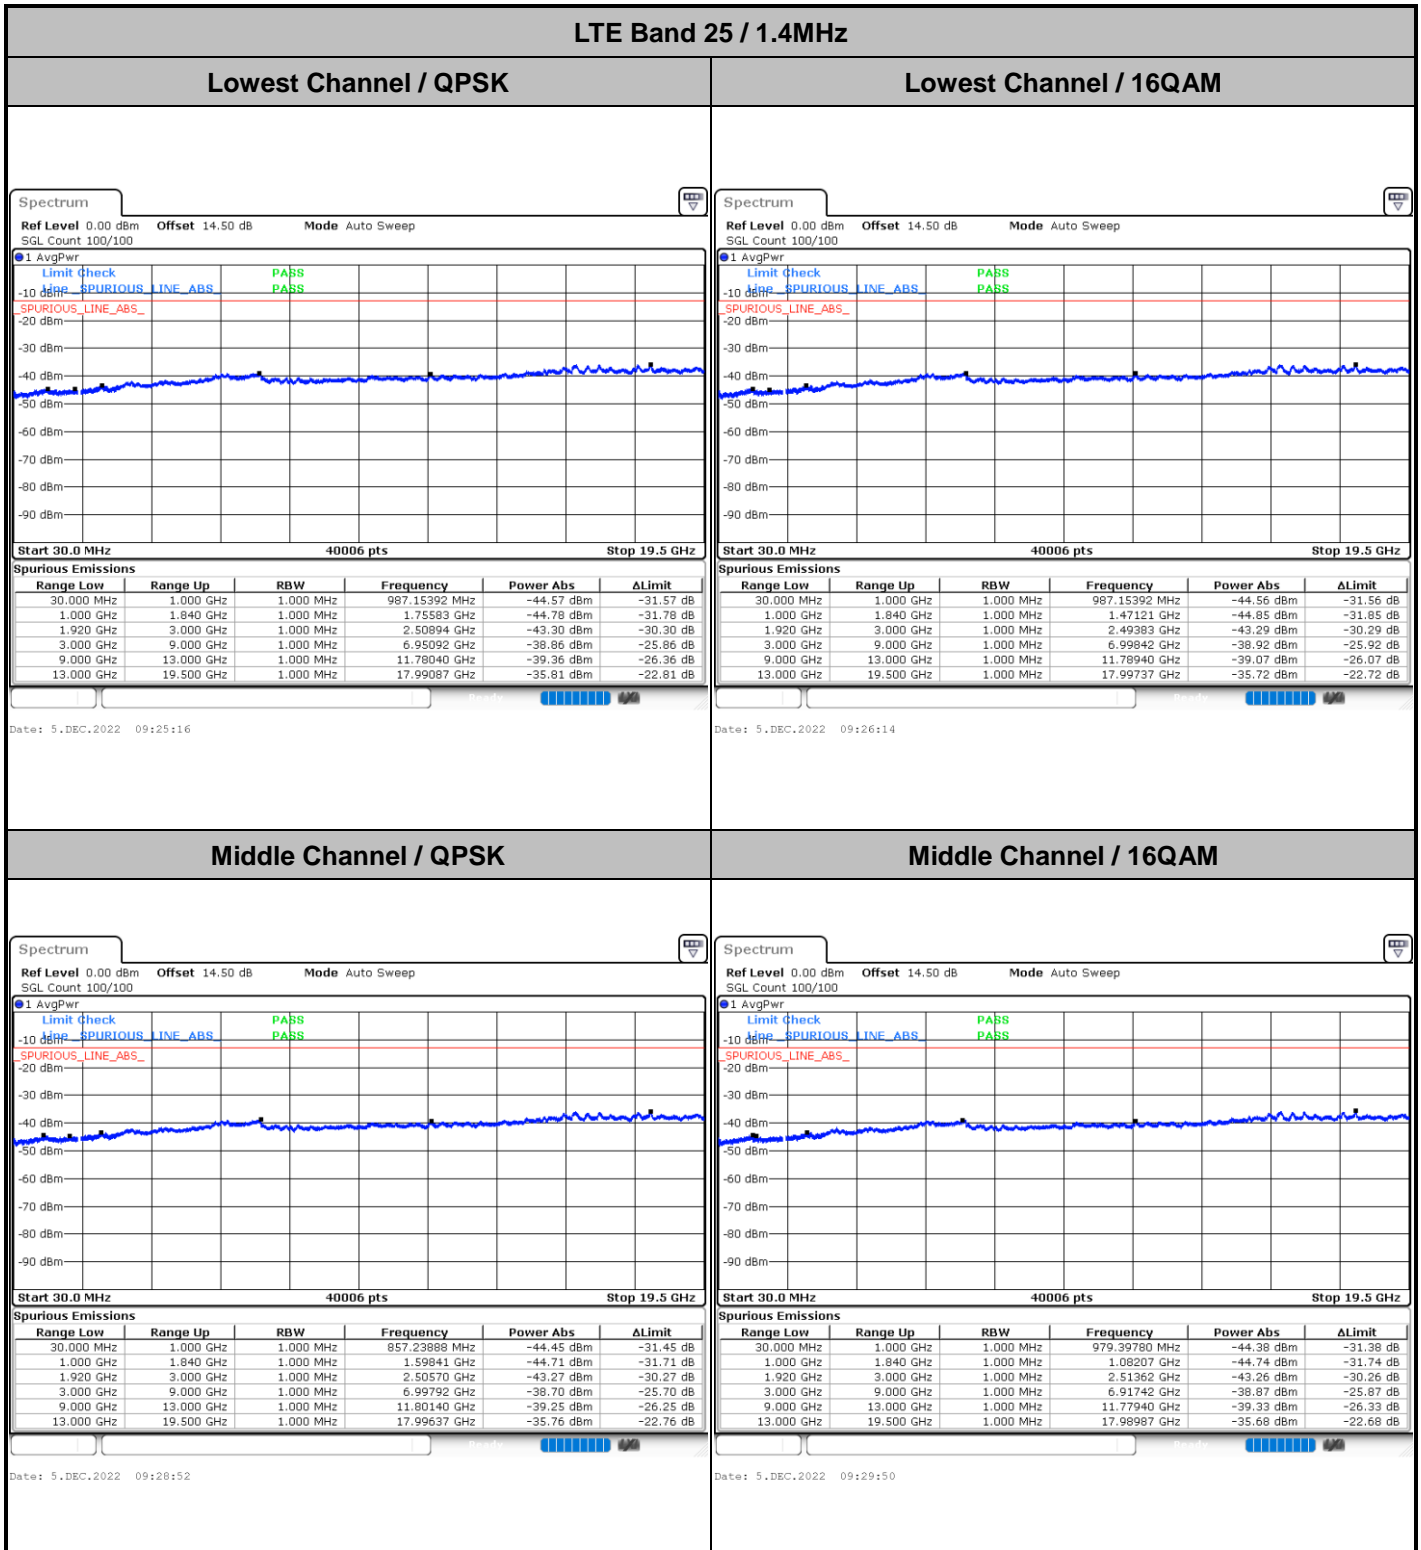 LTE Band 25 / 1.4MHz
Lowest Channel / QPSK
Lowest Channel / 16QAM
Spectrum
Ref Level 0.00 dBm Offset 14.50 dB Mode Auto Sweep
SGL Count 100/100
1 AvgPwr
Limit Check PASS
Line _SPURIOUS_LINE_ABS_ PASS
-10 dBm
_SPURIOUS_LINE_ABS_
-20 dBm
-30 dBm
-40 dBm
-50 dBm
-60 dBm
-70 dBm
-80 dBm
-90 dBm
Start 30.0 MHz 40006 pts Stop 19.5 GHz
Spurious Emissions
Range Low Range Up RBW Frequency Power Abs ΔLimit
30.000 MHz 1.000 GHz 1.000 MHz 987.15392 MHz -44.57 dBm -31.57 dB
1.000 GHz 1.840 GHz 1.000 MHz 1.75583 GHz -44.78 dBm -31.78 dB
1.920 GHz 3.000 GHz 1.000 MHz 2.50894 GHz -43.30 dBm -30.30 dB
3.000 GHz 9.000 GHz 1.000 MHz 6.95092 GHz -38.86 dBm -25.86 dB
9.000 GHz 13.000 GHz 1.000 MHz 11.78040 GHz -39.36 dBm -26.36 dB
13.000 GHz 19.500 GHz 1.000 MHz 17.99087 GHz -35.81 dBm -22.81 dB
Ready
Date: 5.DEC.2022 09:25:16
Spectrum
Ref Level 0.00 dBm Offset 14.50 dB Mode Auto Sweep
SGL Count 100/100
1 AvgPwr
Limit Check PASS
Line _SPURIOUS_LINE_ABS_ PASS
-10 dBm
_SPURIOUS_LINE_ABS_
-20 dBm
-30 dBm
-40 dBm
-50 dBm
-60 dBm
-70 dBm
-80 dBm
-90 dBm
Start 30.0 MHz 40006 pts Stop 19.5 GHz
Spurious Emissions
Range Low Range Up RBW Frequency Power Abs ΔLimit
30.000 MHz 1.000 GHz 1.000 MHz 987.15392 MHz -44.56 dBm -31.56 dB
1.000 GHz 1.840 GHz 1.000 MHz 1.47121 GHz -44.85 dBm -31.85 dB
1.920 GHz 3.000 GHz 1.000 MHz 2.49383 GHz -43.29 dBm -30.29 dB
3.000 GHz 9.000 GHz 1.000 MHz 6.99842 GHz -38.92 dBm -25.92 dB
9.000 GHz 13.000 GHz 1.000 MHz 11.78940 GHz -39.07 dBm -26.07 dB
13.000 GHz 19.500 GHz 1.000 MHz 17.99737 GHz -35.72 dBm -22.72 dB
Ready
Date: 5.DEC.2022 09:26:14
Middle Channel / QPSK
Middle Channel / 16QAM
Spectrum
Ref Level 0.00 dBm Offset 14.50 dB Mode Auto Sweep
SGL Count 100/100
1 AvgPwr
Limit Check PASS
Line _SPURIOUS_LINE_ABS_ PASS
-10 dBm
_SPURIOUS_LINE_ABS_
-20 dBm
-30 dBm
-40 dBm
-50 dBm
-60 dBm
-70 dBm
-80 dBm
-90 dBm
Start 30.0 MHz 40006 pts Stop 19.5 GHz
Spurious Emissions
Range Low Range Up RBW Frequency Power Abs ΔLimit
30.000 MHz 1.000 GHz 1.000 MHz 857.23888 MHz -44.45 dBm -31.45 dB
1.000 GHz 1.840 GHz 1.000 MHz 1.59841 GHz -44.71 dBm -31.71 dB
1.920 GHz 3.000 GHz 1.000 MHz 2.50570 GHz -43.27 dBm -30.27 dB
3.000 GHz 9.000 GHz 1.000 MHz 6.99792 GHz -38.70 dBm -25.70 dB
9.000 GHz 13.000 GHz 1.000 MHz 11.80140 GHz -39.25 dBm -26.25 dB
13.000 GHz 19.500 GHz 1.000 MHz 17.99637 GHz -35.76 dBm -22.76 dB
Ready
Date: 5.DEC.2022 09:28:52
Spectrum
Ref Level 0.00 dBm Offset 14.50 dB Mode Auto Sweep
SGL Count 100/100
1 AvgPwr
Limit Check PASS
Line _SPURIOUS_LINE_ABS_ PASS
-10 dBm
_SPURIOUS_LINE_ABS_
-20 dBm
-30 dBm
-40 dBm
-50 dBm
-60 dBm
-70 dBm
-80 dBm
-90 dBm
Start 30.0 MHz 40006 pts Stop 19.5 GHz
Spurious Emissions
Range Low Range Up RBW Frequency Power Abs ΔLimit
30.000 MHz 1.000 GHz 1.000 MHz 979.39780 MHz -44.38 dBm -31.38 dB
1.000 GHz 1.840 GHz 1.000 MHz 1.08207 GHz -44.74 dBm -31.74 dB
1.920 GHz 3.000 GHz 1.000 MHz 2.51362 GHz -43.26 dBm -30.26 dB
3.000 GHz 9.000 GHz 1.000 MHz 6.91742 GHz -38.87 dBm -25.87 dB
9.000 GHz 13.000 GHz 1.000 MHz 11.77940 GHz -39.33 dBm -26.33 dB
13.000 GHz 19.500 GHz 1.000 MHz 17.98987 GHz -35.68 dBm -22.68 dB
Ready
Date: 5.DEC.2022 09:29:50